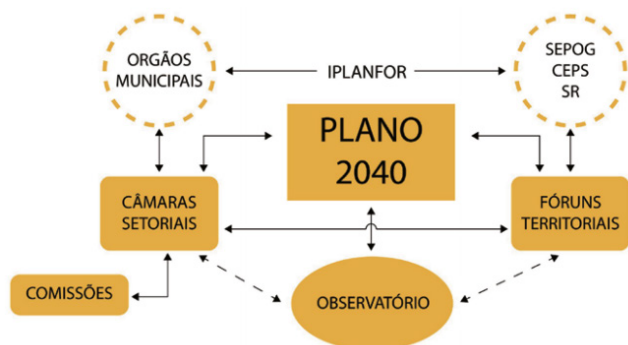 ORGÃOS
MUNICIPAIS
IPLANFOR
SEPOG
CEPS
SR
PLANO
2040
CÂMARAS
SETORIAIS
FÓRUNS
TERRITORIAIS
COMISSÕES
OBSERVATÓRIO